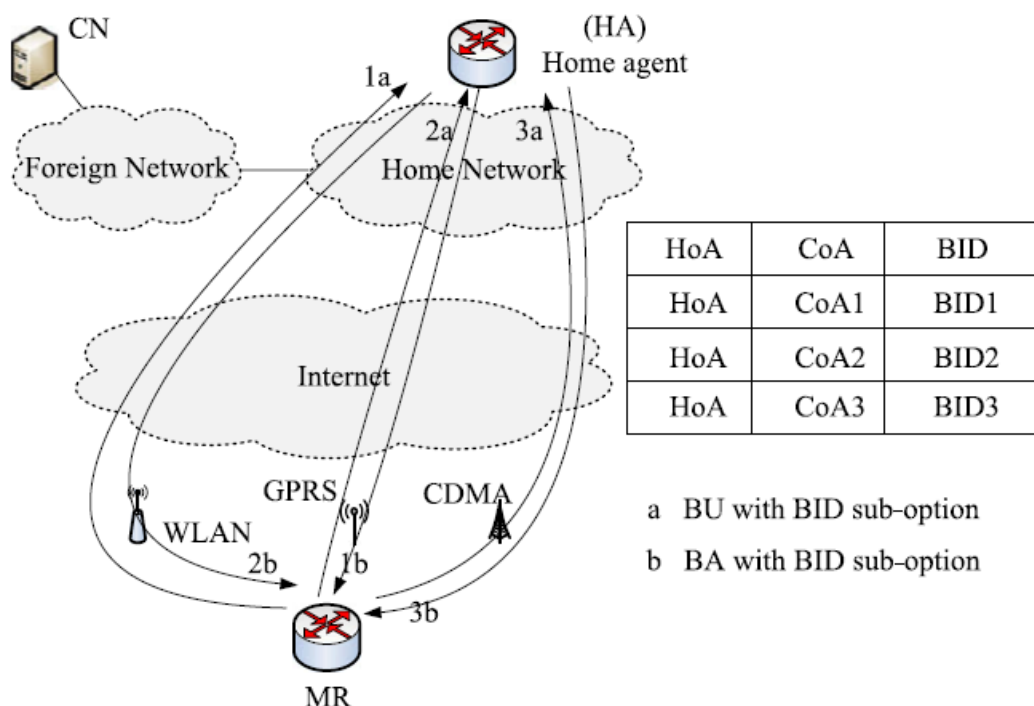 CN
(HA)
Home agent
1a
2a
3a
Foreign Network
Home Network
HoA CoA BID
HoA CoA1 BID1
HoA CoA2 BID2
HoA CoA3 BID3
Internet
GPRS
CDMA
WLAN
2b
1b
3b
MR
a BU with BID sub-option
b BA with BID sub-option